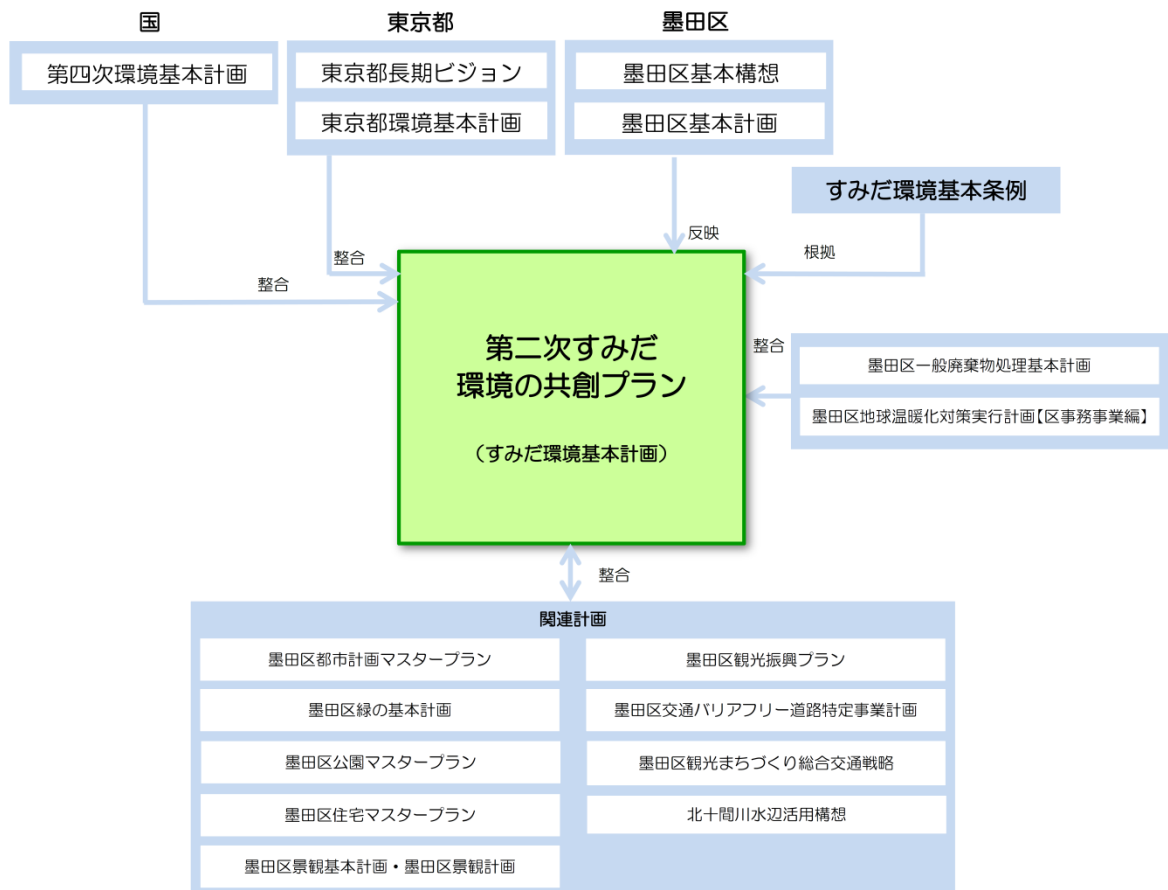 国
東京都
墨田区
第四次環境基本計画
東京都長期ビジョン
東京都環境基本計画
墨田区基本構想
墨田区基本計画
すみだ環境基本条例
反映
根拠
整合
整合
第二次すみだ
環境の共創プラン
(すみだ環境基本計画)
整合
墨田区一般廃棄物処理基本計画
墨田区地球温暖化対策実行計画【区事務事業編】
整合
関連計画
墨田区都市計画マスタープラン
墨田区緑の基本計画
墨田区公園マスタープラン
墨田区住宅マスタープラン
墨田区景観基本計画・墨田区景観計画
墨田区観光振興プラン
墨田区交通バリアフリー道路特定事業計画
墨田区観光まちづくり総合交通戦略
北十間川水辺活用構想